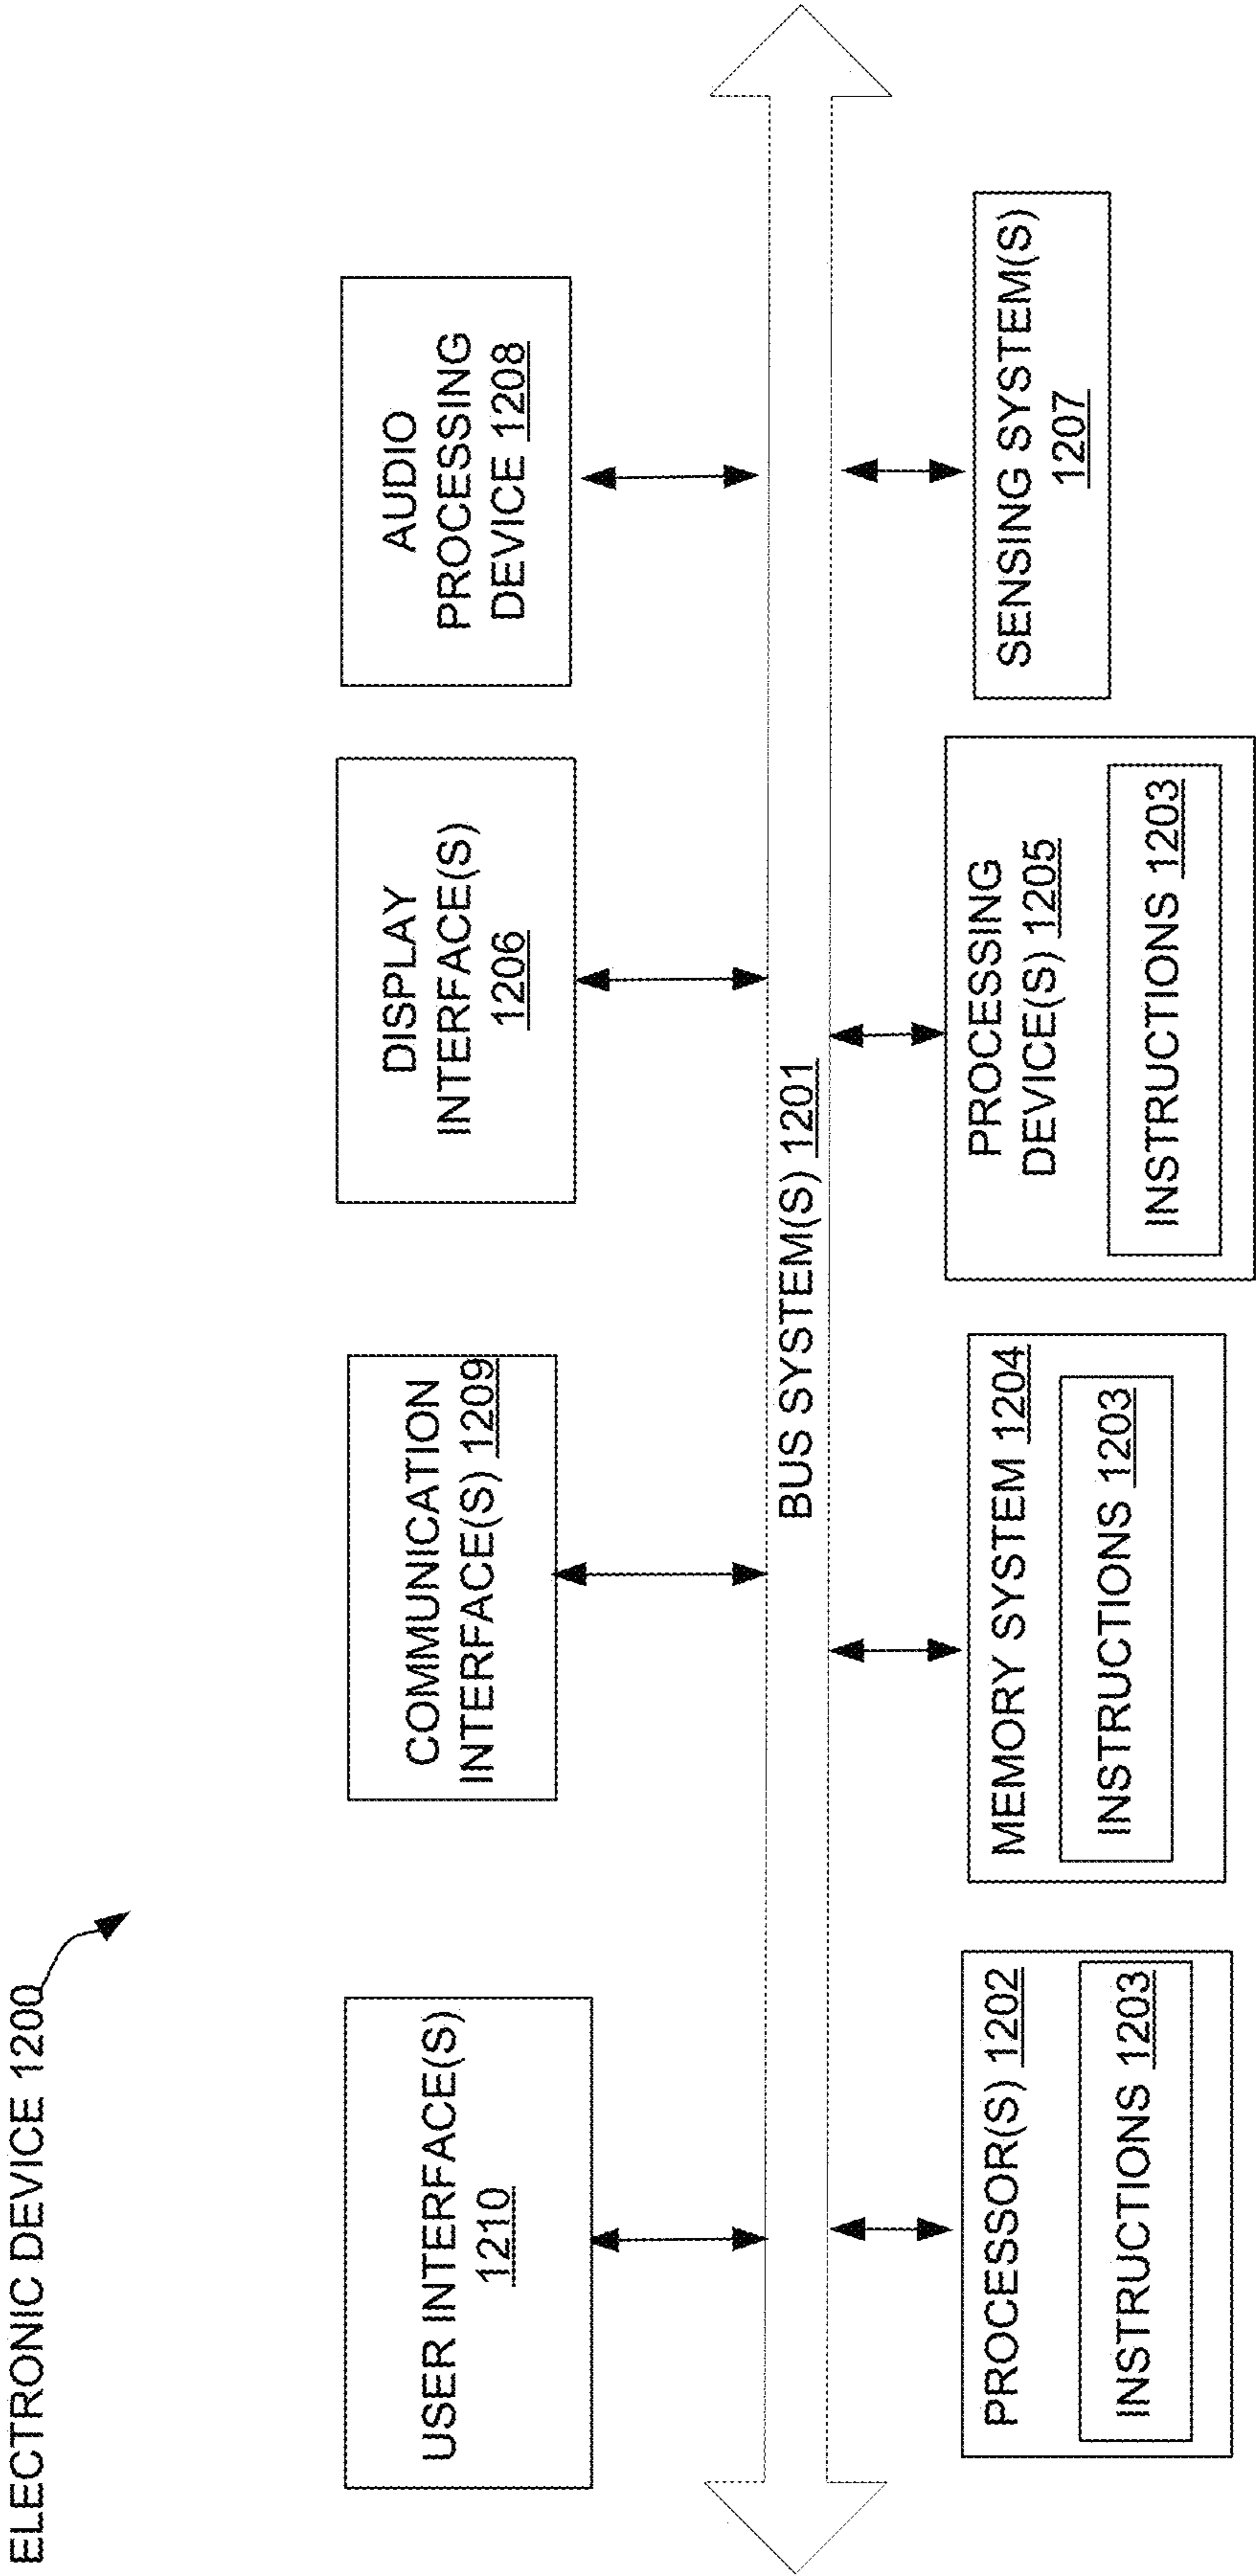 ELECTRONIC DEVICE 1200
USER INTERFACE(S)
1210
COMMUNICATION
INTERFACE(S) 1209
DISPLAY
INTERFACE(S)
1206
AUDIO
PROCESSING
DEVICE 1208
BUS SYSTEM(S) 1201
PROCESSOR(S) 1202
INSTRUCTIONS 1203
MEMORY SYSTEM 1204
INSTRUCTIONS 1203
PROCESSING
DEVICE(S) 1205
INSTRUCTIONS 1203
SENSING SYSTEM(S)
1207